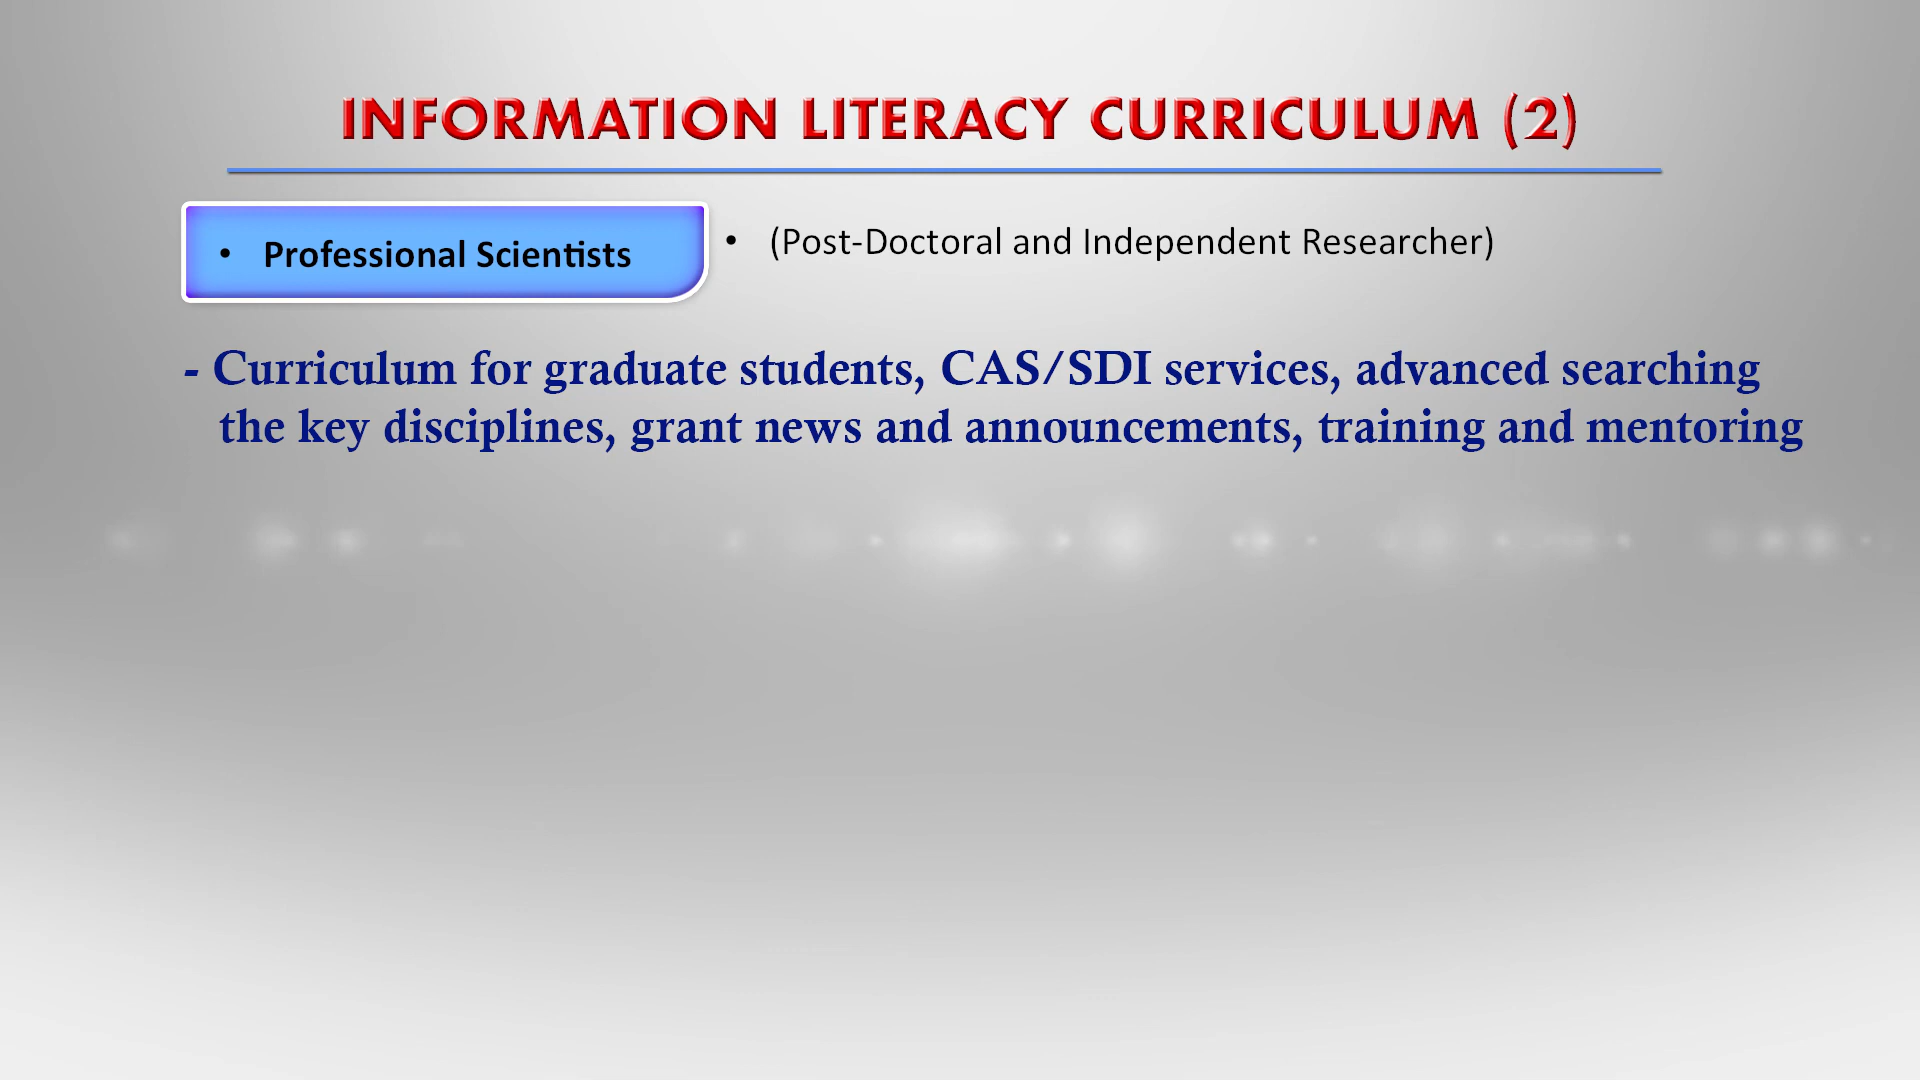 INFORMATION LITERACY CURRICULUM (2)
• Professional Scientists
• (Post-Doctoral and Independent Researcher)
- Curriculum for graduate students, CAS/SDI services, advanced searching
the key disciplines, grant news and announcements, training and mentoring